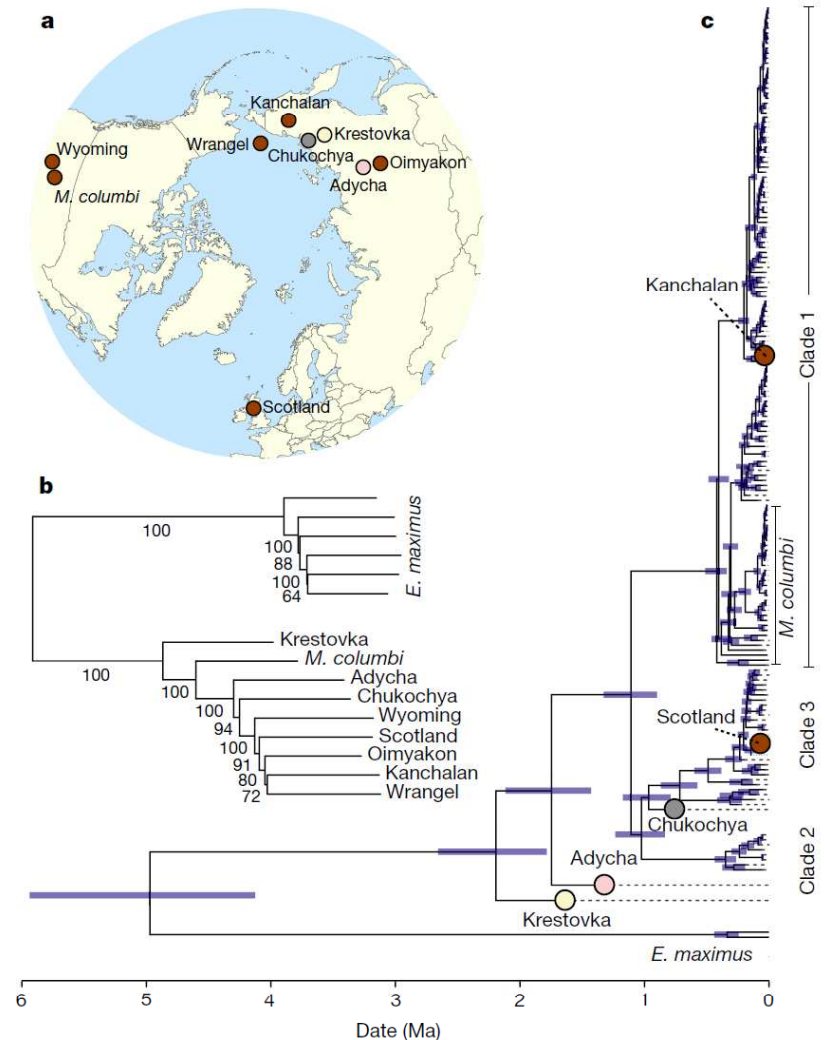 a
Kanchalan
Wyoming
Wrangel
Krestovka
Chukochya
Oimyakon
M. columbi
Adycha
Scotland
b
100
100
88
100
64
E. maximus
Krestovka
100
M. columbi
100
Adycha
100
Chukochya
94
Wyoming
100
Scotland
91
Oimyakon
80
Kanchalan
72
Wrangel
c
Kanchalan
Clade 1
M. columbi
Scotland
Clade 3
Chukochya
Clade 2
Adycha
Krestovka
E. maximus
6 5 4 3 2 1 0
Date (Ma)